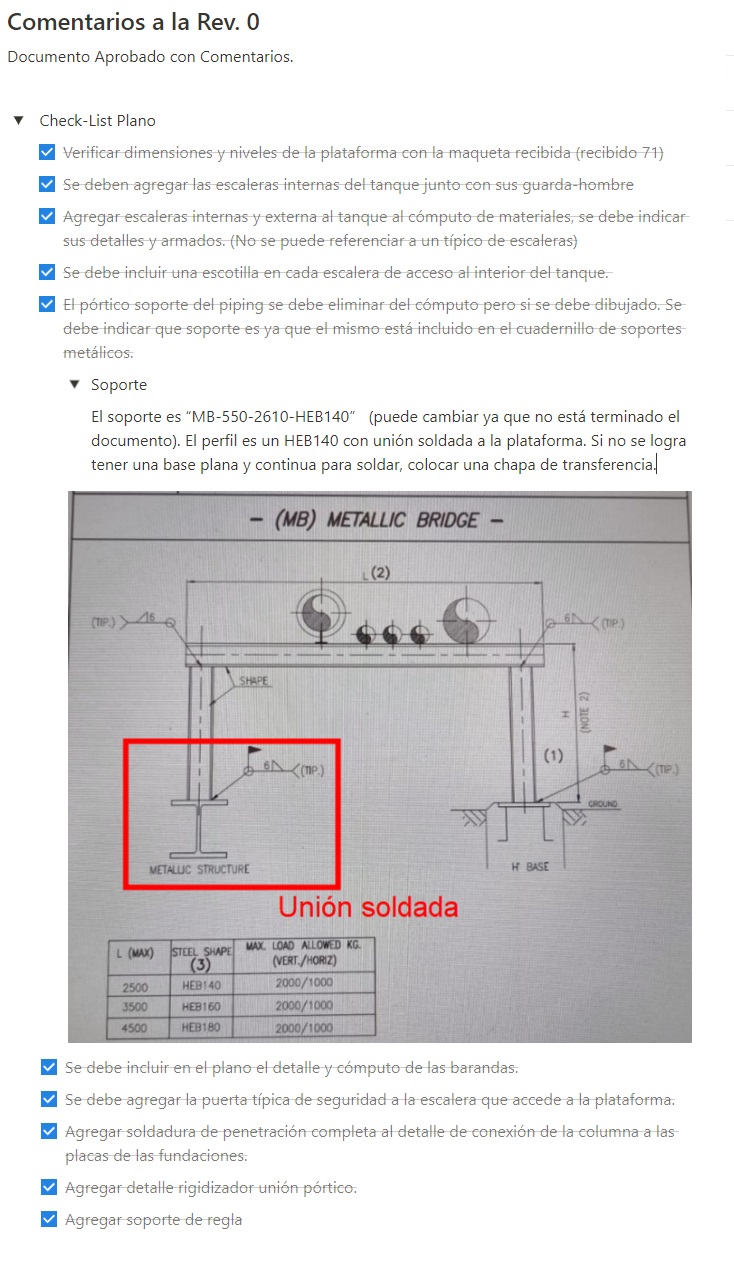 Comentarios a la Rev. 0
Documento Aprobado con Comentarios.
Check-List Plano
Verificar dimensiones y niveles de la plataforma con la maqueta recibida (recibido 71)
Se deben agregar las escaleras internas del tanque junto con sus guarda-hombre
Agregar escaleras internas y externa al tanque al cómputo de materiales, se debe indicar
sus detalles y armados. (No se puede referenciar a un típico de escaleras)
Se debe incluir una escotilla en cada escalera de acceso al interior del tanque.
El pórtico soporte del piping se debe eliminar del cómputo pero si se debe dibujado. Se
debe indicar que soporte es ya que el mismo está incluido en el cuadernillo de soportes
metálicos.
Soporte
El soporte es “MB-550-2610-HEB140” (puede cambiar ya que no está terminado el
documento). El perfil es un HEB140 con unión soldada a la plataforma. Si no se logra
tener una base plana y continua para soldar, colocar una chapa de transferencia.
– (MB) METALLIC BRIDGE –
L (2)
(TIP.) 6
6 (TIP.)
SHAPE
H
(NOTE 2)
(1)
6 (TIP.)
6 (TIP.)
GROUND
METALLIC STRUCTURE
Hº BASE
Unión soldada
L (MAX) STEEL SHAPE (3) MAX. LOAD ALLOWED KG. (VERT./HORIZ)
2500 HEB140 2000/1000
3500 HEB160 2000/1000
4500 HEB180 2000/1000
Se debe incluir en el plano el detalle y cómputo de las barandas.
Se debe agregar la puerta típica de seguridad a la escalera que accede a la plataforma.
Agregar soldadura de penetración completa al detalle de conexión de la columna a las
placas de las fundaciones.
Agregar detalle rigidizador unión pórtico.
Agregar soporte de regla